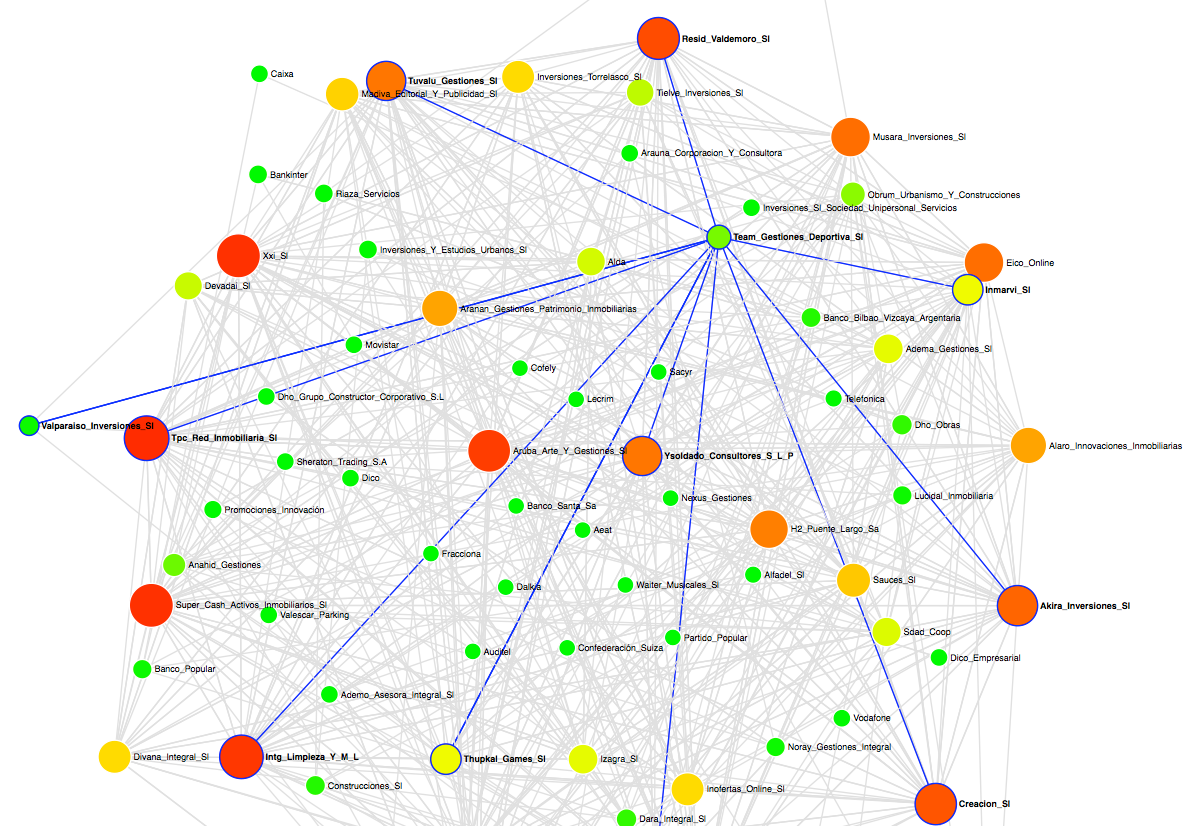 Resid_Valdemoro_Sl
Caixa
Tuvalu_Gestiones_Sl
Inversiones_Torrelasco_Sl
Madiva_Editorial_Y_Publicidad_Sl
Tielve_Inversiones_Sl
Musara_Inversiones_Sl
Arauna_Corporacion_Y_Consultora
Bankinter
Riaza_Servicios
Obrum_Urbanismo_Y_Construcciones
Inversiones_Sl_Sociedad_Unipersonal_Servicios
Team_Gestiones_Deportiva_Sl
Inversiones_Y_Estudios_Urbanos_Sl
Xxi_Sl
Alda
Eico_Online
Devadai_Sl
Inmarvi_Sl
Aranan_Gestiones_Patrimonio_Inmobiliarias
Banco_Bilbao_Vizcaya_Argentaria
Movistar
Adema_Gestiones_Sl
Cofely
Sacyr
Dho_Grupo_Constructor_Corporativo_S.L
Lecrim
Telefonica
Valparaiso_Inversiones_Sl
Dho_Obras
Tpc_Red_Inmobiliaria_Sl
Alaro_Innovaciones_Inmobiliarias
Aruba_Arte_Y_Gestiones_Sl
Ysoldado_Consultores_S_L_P
Sheraton_Trading_S.A
Dico
Lucidal_Inmobiliaria
Nexus_Gestiones
Banco_Santa_Sa
Promociones_Innovación
Aeat
H2_Puente_Largo_Sa
Fracciona
Anahid_Gestiones
Alfadel_Sl
Sauces_Sl
Dalkia
Waiter_Musicales_Sl
Super_Cash_Activos_Inmobiliarios_Sl
Akira_Inversiones_Sl
Valescar_Parking
Sdad_Coop
Partido_Popular
Confederación_Suiza
Auditel
Dico_Empresarial
Banco_Popular
Ademo_Asesora_Integral_Sl
Vodafone
Noray_Gestiones_Integral
Divana_Integral_Sl
Intg_Limpieza_Y_M_L
Thupkal_Games_Sl
Izagra_Sl
Construcciones_Sl
Inofertas_Online_Sl
Creacion_Sl
Dara_Integral_Sl